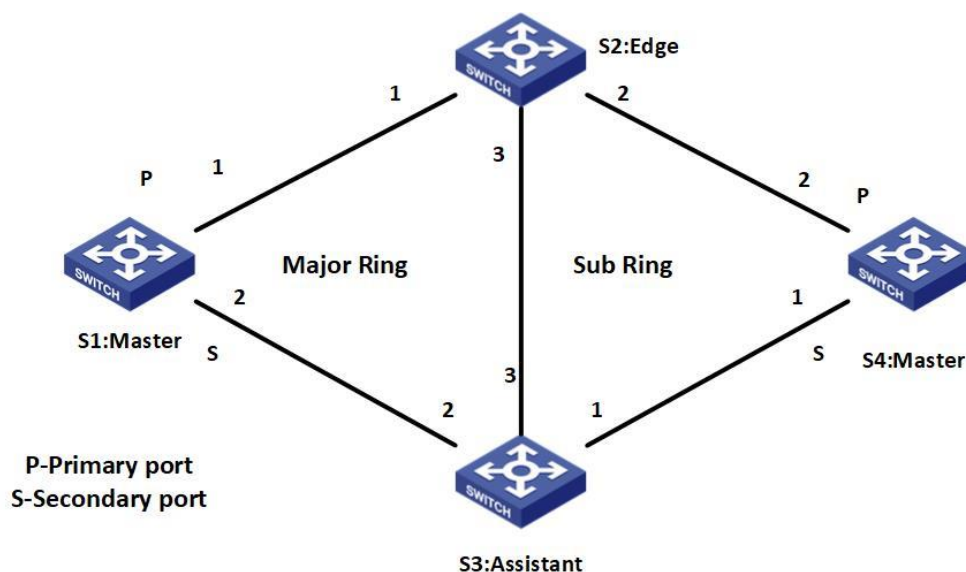 S2:Edge
SWITCH
1
2
3
P
1
2
P
Major Ring
Sub Ring
SWITCH
SWITCH
2
1
S1:Master
S
S
S4:Master
3
2
1
P-Primary port
S-Secondary port
SWITCH
S3:Assistant